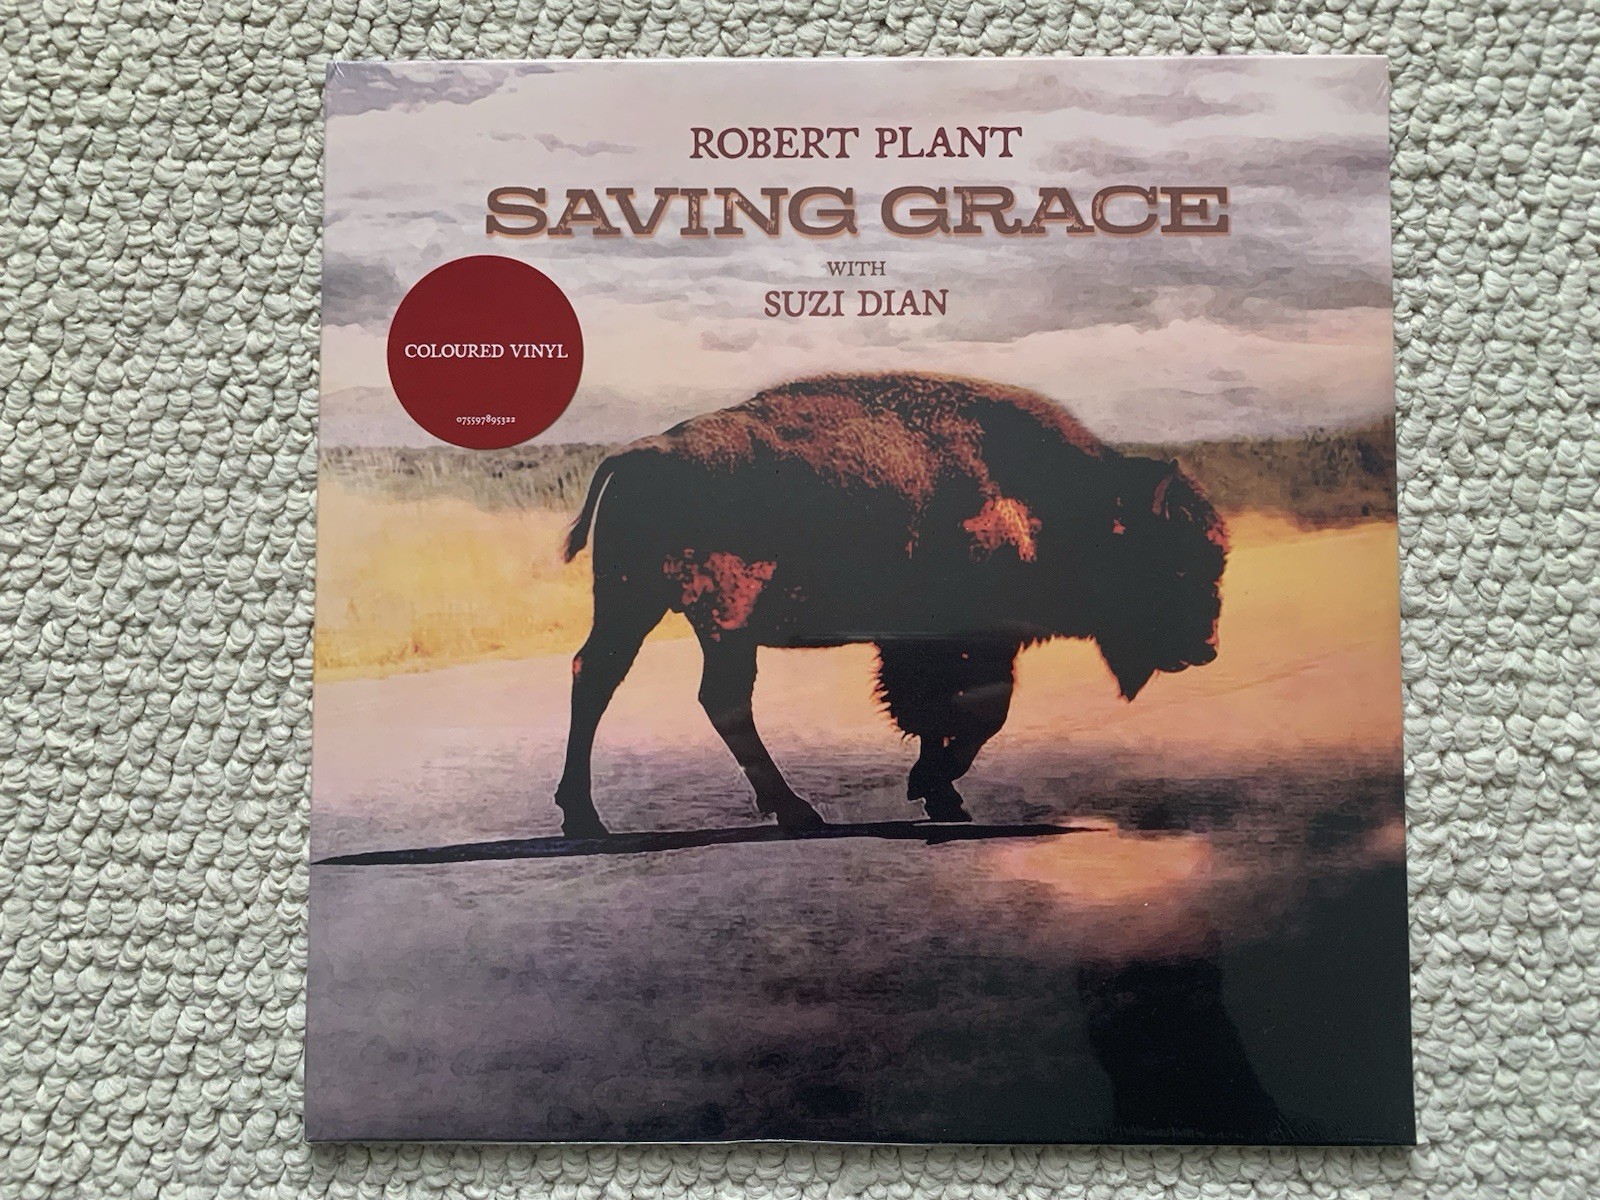 ROBERT PLANT
SAVING GRACE
WITH
SUZI DIAN
COLOURED VINYL
075597895322